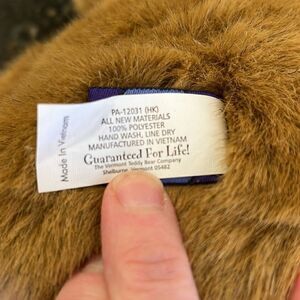 PA-12031 (HK)
ALL NEW MATERIALS
100% POLYESTER
HAND WASH, LINE DRY
MANUFACTURED IN VIETNAM
Guaranteed For Life!
The Vermont Teddy Bear Company
Shelburne, Vermont 05482
Made In Vietnam